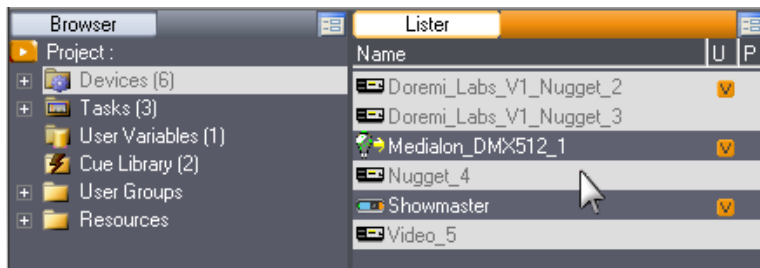 Browser
Lister
Project :
Name U P
Devices (6)
Doremi_Labs_V1_Nugget_2 V
Tasks (3)
Doremi_Labs_V1_Nugget_3
User Variables (1)
Medialon_DMX512_1 V
Cue Library (2)
Nugget_4
User Groups
Showmaster V
Resources
Video_5